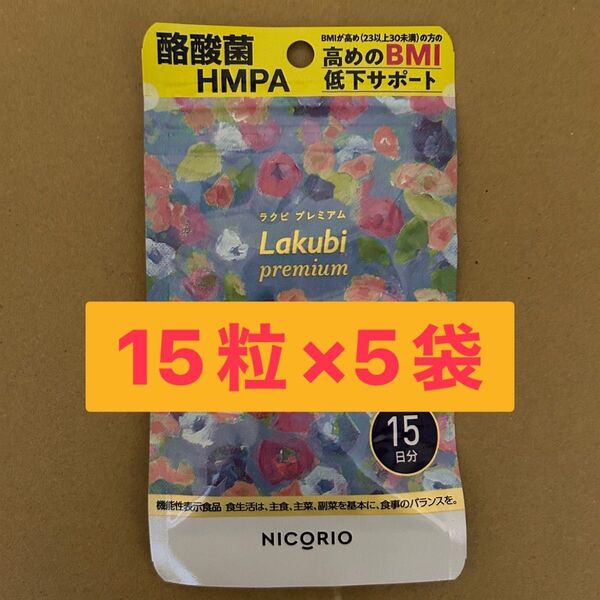 酪酸菌
HMPA
BMIが高め(23以上30未満)の方の
高めのBMI
低下サポート
ラクビ プレミアム
Lakubi
premium
15粒×5袋
15
日分
機能性表示食品 食生活は、主食、主菜、副菜を基本に、食事のバランスを。
NICORIO